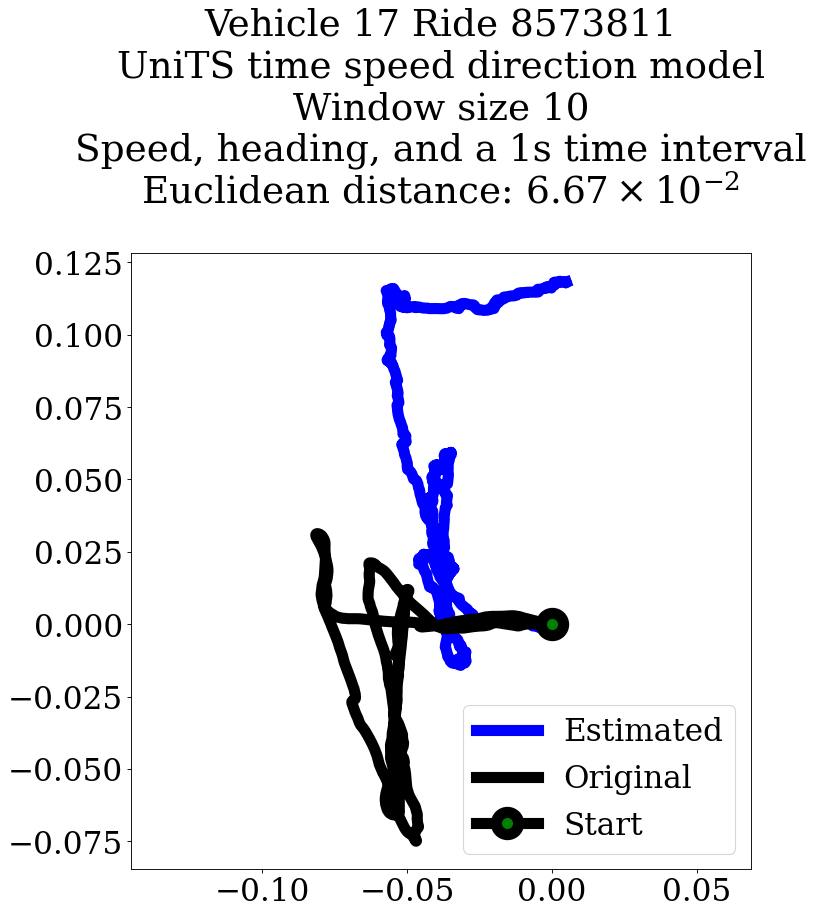 Vehicle 17 Ride 8573811
UniTS time speed direction model
Window size 10
Speed, heading, and a 1s time interval
Euclidean distance: 6.67 × 10⁻²
0.125
0.100
0.075
0.050
0.025
0.000
−0.025
−0.050
−0.075
Estimated
Original
Start
−0.10 −0.05 0.00 0.05